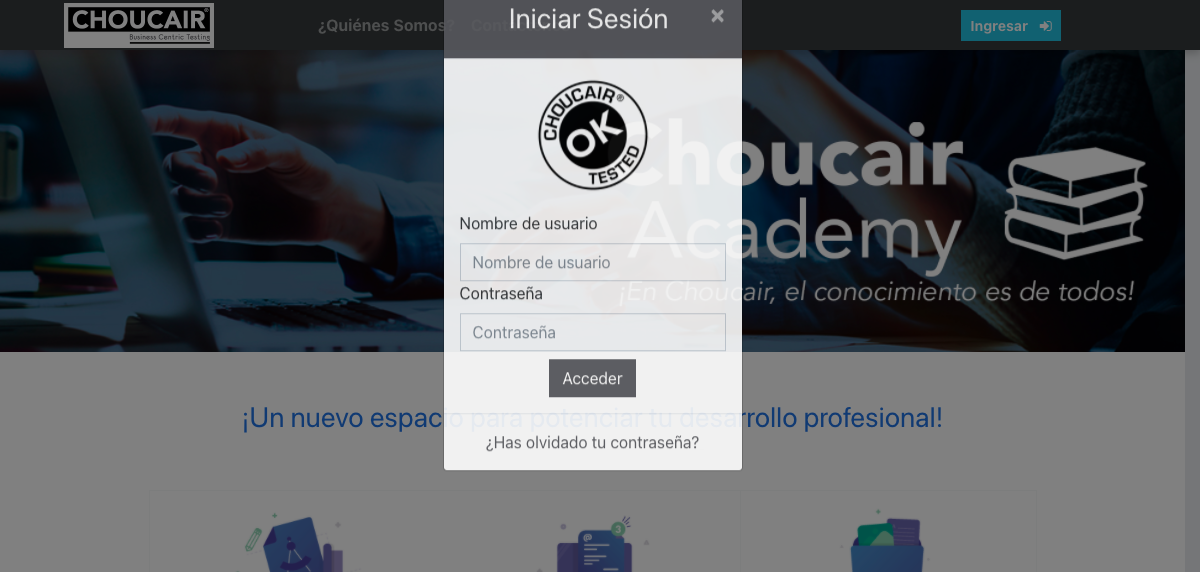 CHOUCAIR®
Business Centric Testing
¿Quiénes Somos?
Iniciar Sesión
×
Ingresar
CHOUCAIR®
OK
TESTED
Choucair
Academy
¡En Choucair, el conocimiento es de todos!
Nombre de usuario
Nombre de usuario
Contraseña
Contraseña
Acceder
¡Un nuevo espacio para potenciar tu desarrollo profesional!
¿Has olvidado tu contraseña?